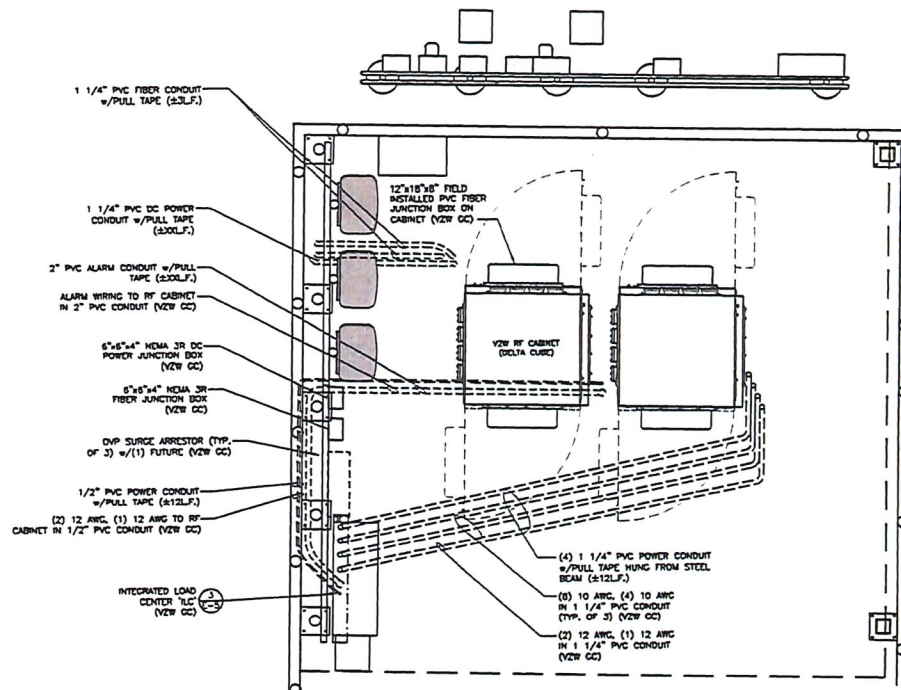 1 1/4" PVC FIBER CONDUIT
w/PULL TAPE (±3L.F.)
1 1/4" PVC DC POWER
CONDUIT w/PULL TAPE
(±XXL.F.)
2" PVC ALARM CONDUIT w/PULL
TAPE (±XXL.F.)
ALARM WIRING TO RF CABINET
IN 2" PVC CONDUIT (VZW GC)
6"x6"x4" NEMA 3R DC
POWER JUNCTION BOX
(VZW GC)
6"x6"x4" NEMA 3R
FIBER JUNCTION BOX
(VZW GC)
OVP SURGE ARRESTOR (TYP.
OF 3) w/(1) FUTURE (VZW GC)
1/2" PVC POWER CONDUIT
w/PULL TAPE (±12L.F.)
(2) 12 AWG, (1) 12 AWG TO RF
CABINET IN 1/2" PVC CONDUIT (VZW GC)
INTEGRATED LOAD
CENTER 'ILC'
(VZW GC)
3
12"x16"x8" FIELD
INSTALLED PVC FIBER
JUNCTION BOX ON
CABINET (VZW GC)
VZW RF CABINET
(DELTA CUBE)
(4) 1 1/4" PVC POWER CONDUIT
w/PULL TAPE HUNG FROM STEEL
BEAM (±12L.F.)
(8) 10 AWG, (4) 10 AWG
IN 1 1/4" PVC CONDUIT
(TYP. OF 3) (VZW GC)
(2) 12 AWG, (1) 12 AWG
IN 1 1/4" PVC CONDUIT
(VZW GC)